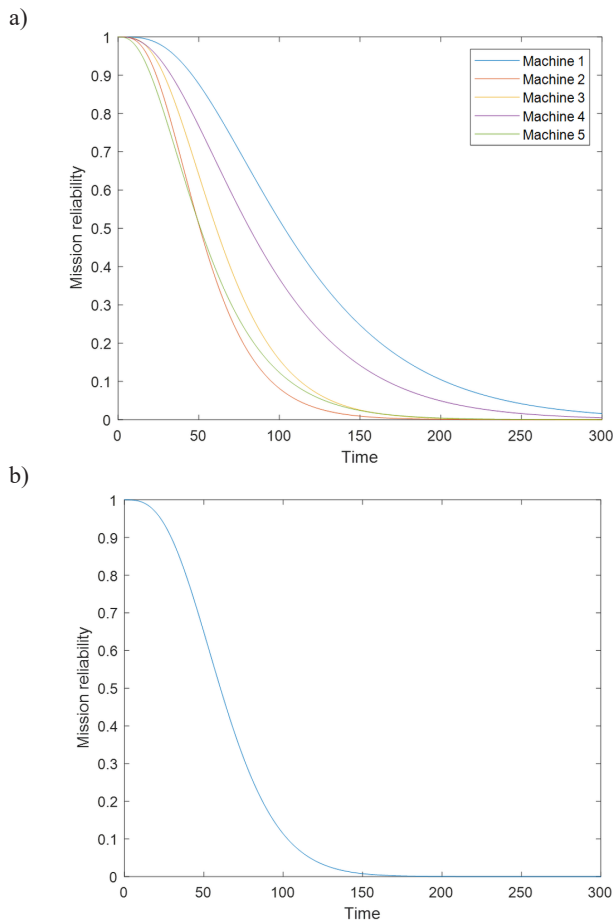 a)
1
0.9
0.8
0.7
0.6
0.5
0.4
0.3
0.2
0.1
0
Mission reliability
Machine 1
Machine 2
Machine 3
Machine 4
Machine 5
0 50 100 150 200 250 300
Time
b)
1
0.9
0.8
0.7
0.6
0.5
0.4
0.3
0.2
0.1
0
Mission reliability
0 50 100 150 200 250 300
Time